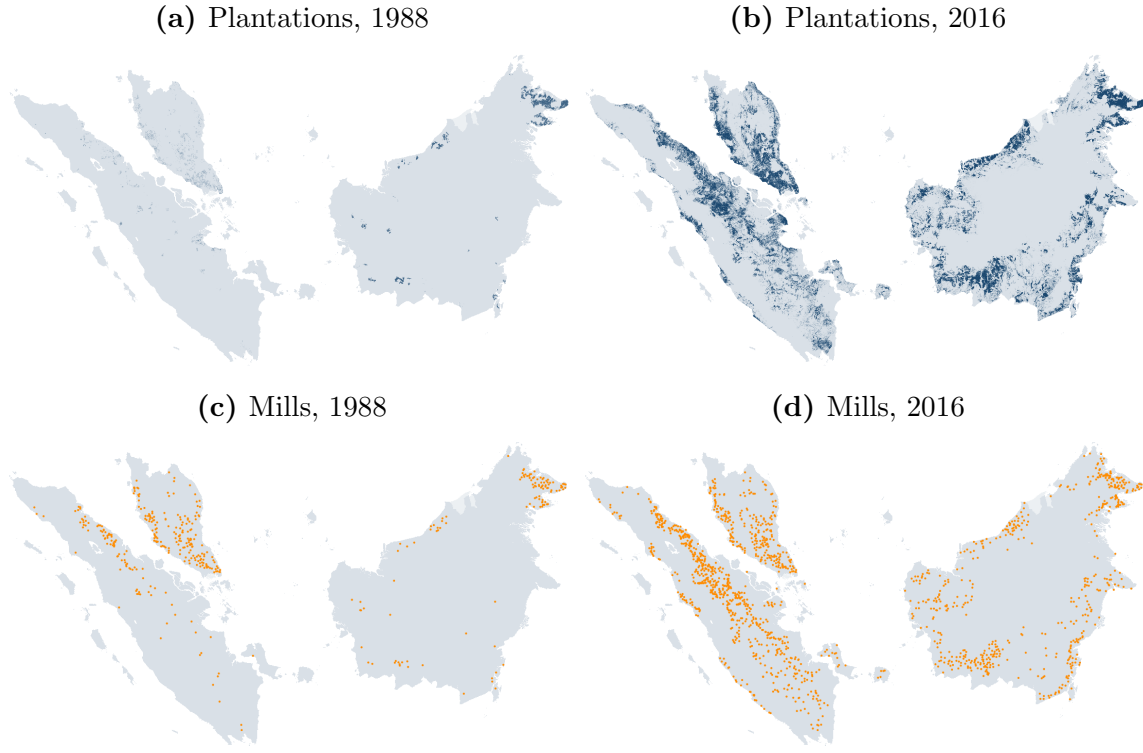 (a) Plantations, 1988
(b) Plantations, 2016
(c) Mills, 1988
(d) Mills, 2016